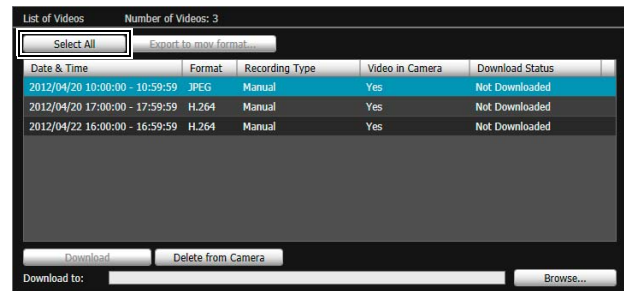 List of Videos Number of Videos: 3
Select All Export to mov format...
Date & Time Format Recording Type Video in Camera Download Status
2012/04/20 10:00:00 - 10:59:59 JPEG Manual Yes Not Downloaded
2012/04/20 17:00:00 - 17:59:59 H.264 Manual Yes Not Downloaded
2012/04/22 16:00:00 - 16:59:59 H.264 Manual Yes Not Downloaded
Download Delete from Camera
Download to: Browse...